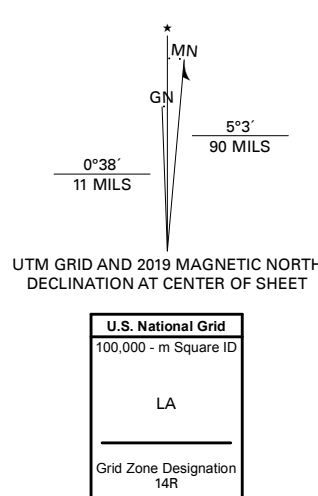 ★
MN
GN
5°3´
90 MILS
0°38´
11 MILS
UTM GRID AND 2019 MAGNETIC NORTH
DECLINATION AT CENTER OF SHEET
U.S. National Grid
100,000 - m Square ID
LA
Grid Zone Designation
14R